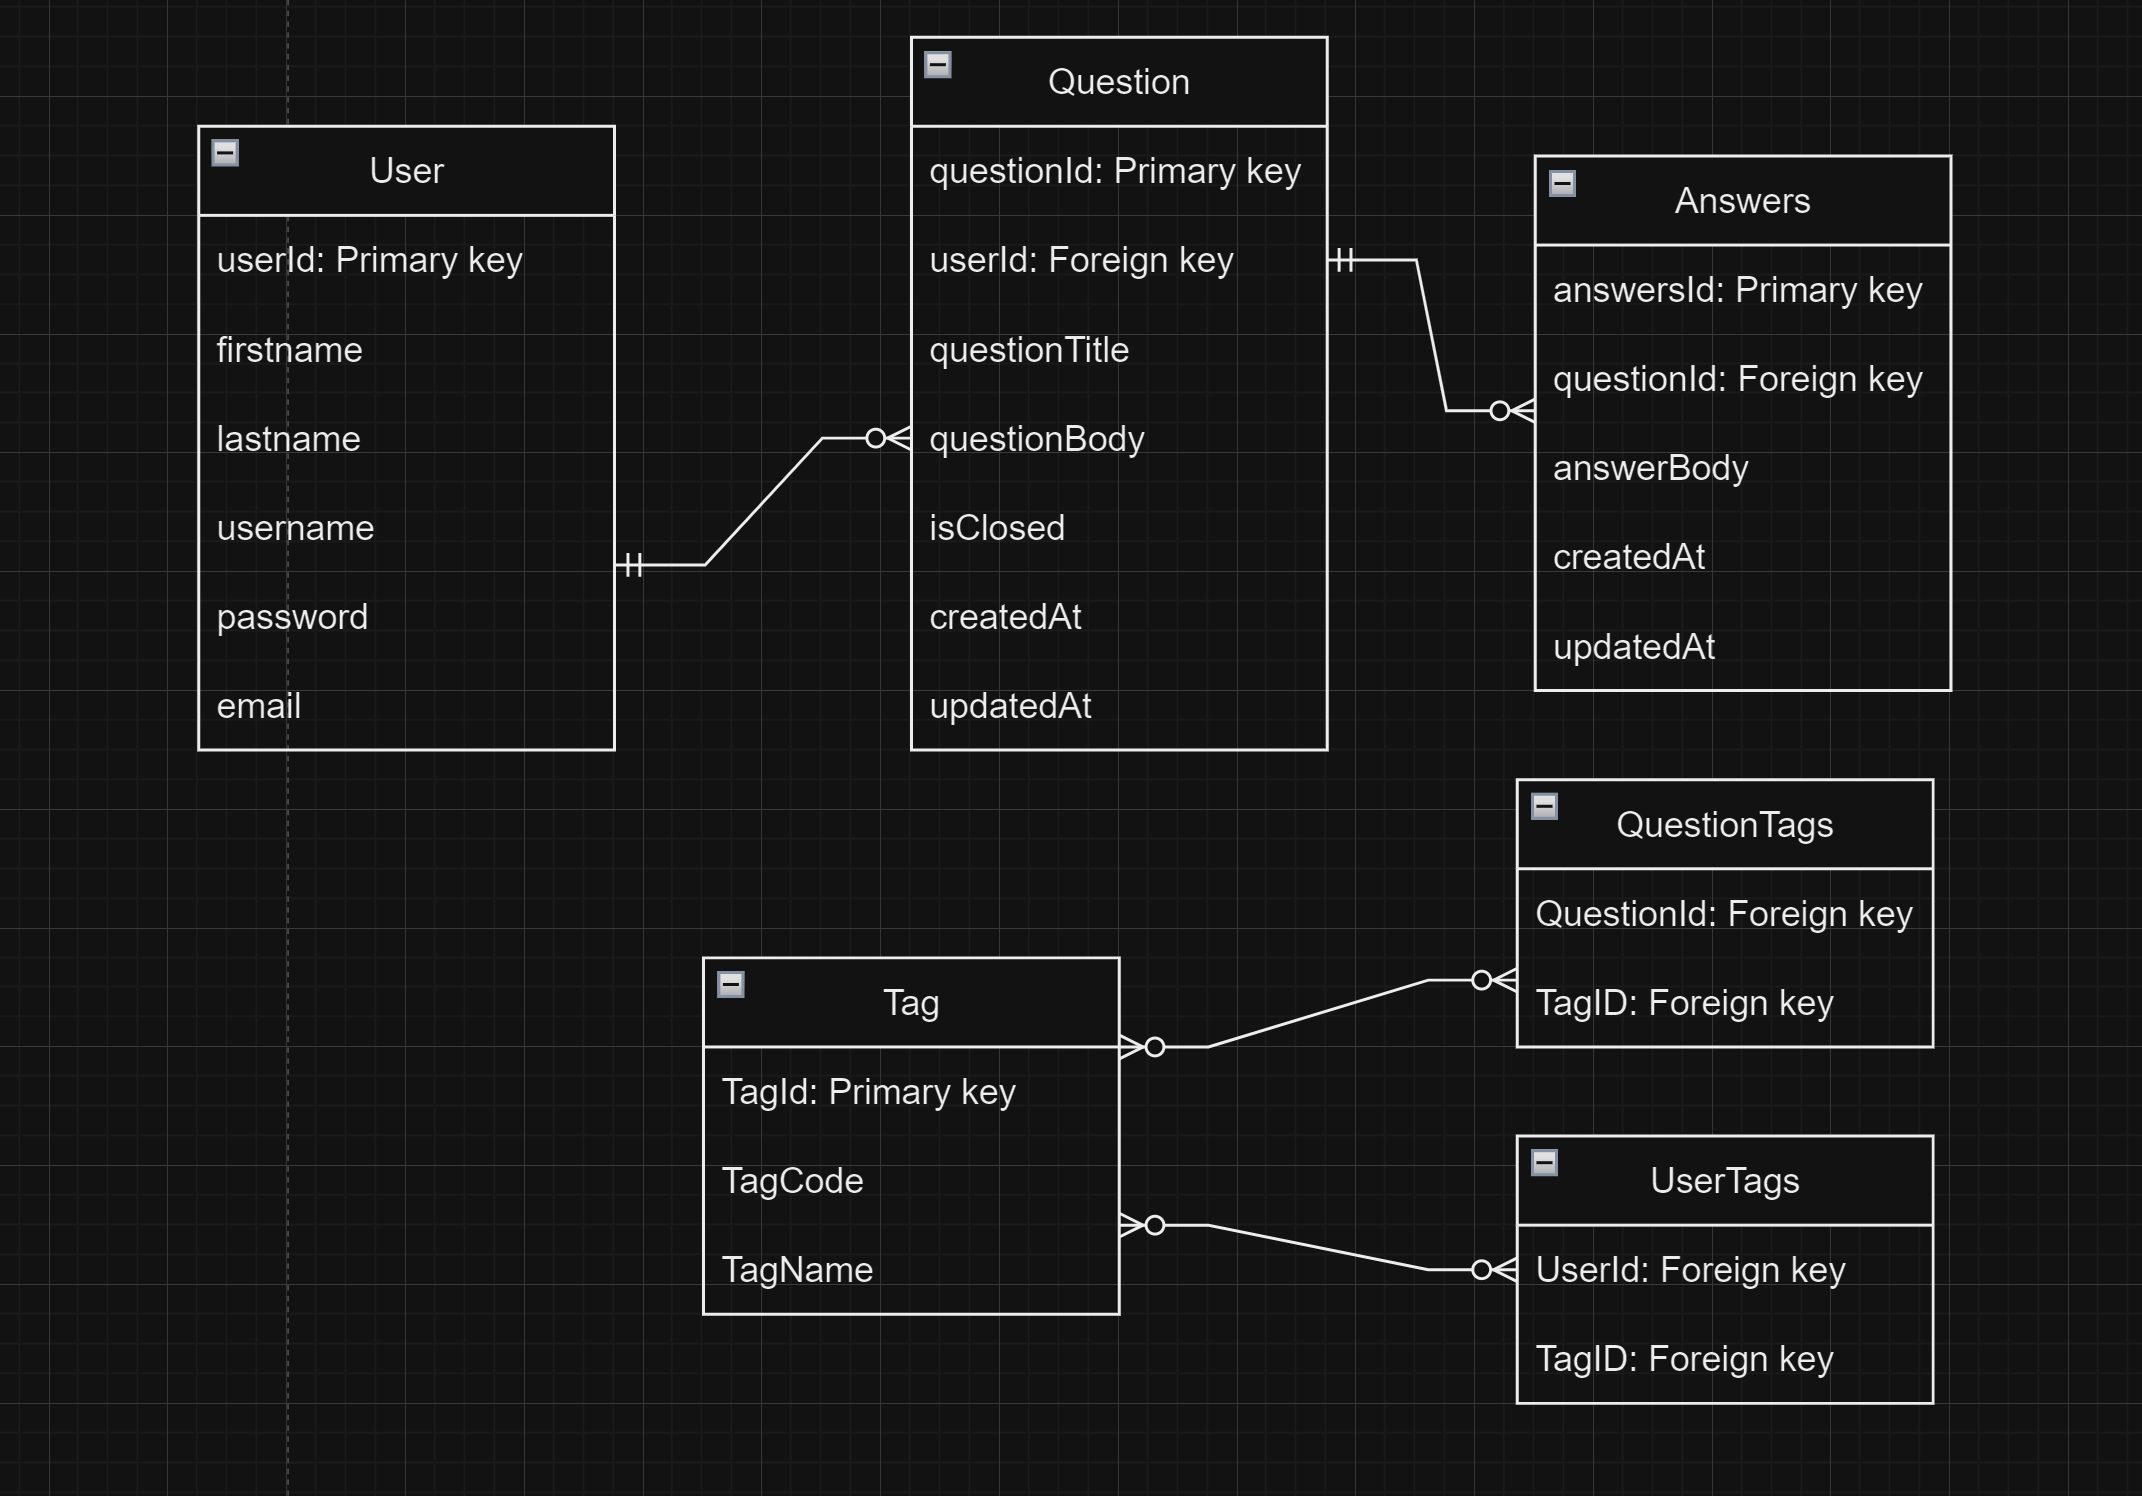 User
userId: Primary key
firstname
lastname
username
password
email
Question
questionId: Primary key
userId: Foreign key
questionTitle
questionBody
isClosed
createdAt
updatedAt
Answers
answersId: Primary key
questionId: Foreign key
answerBody
createdAt
updatedAt
Tag
TagId: Primary key
TagCode
TagName
QuestionTags
QuestionId: Foreign key
TagID: Foreign key
UserTags
UserId: Foreign key
TagID: Foreign key